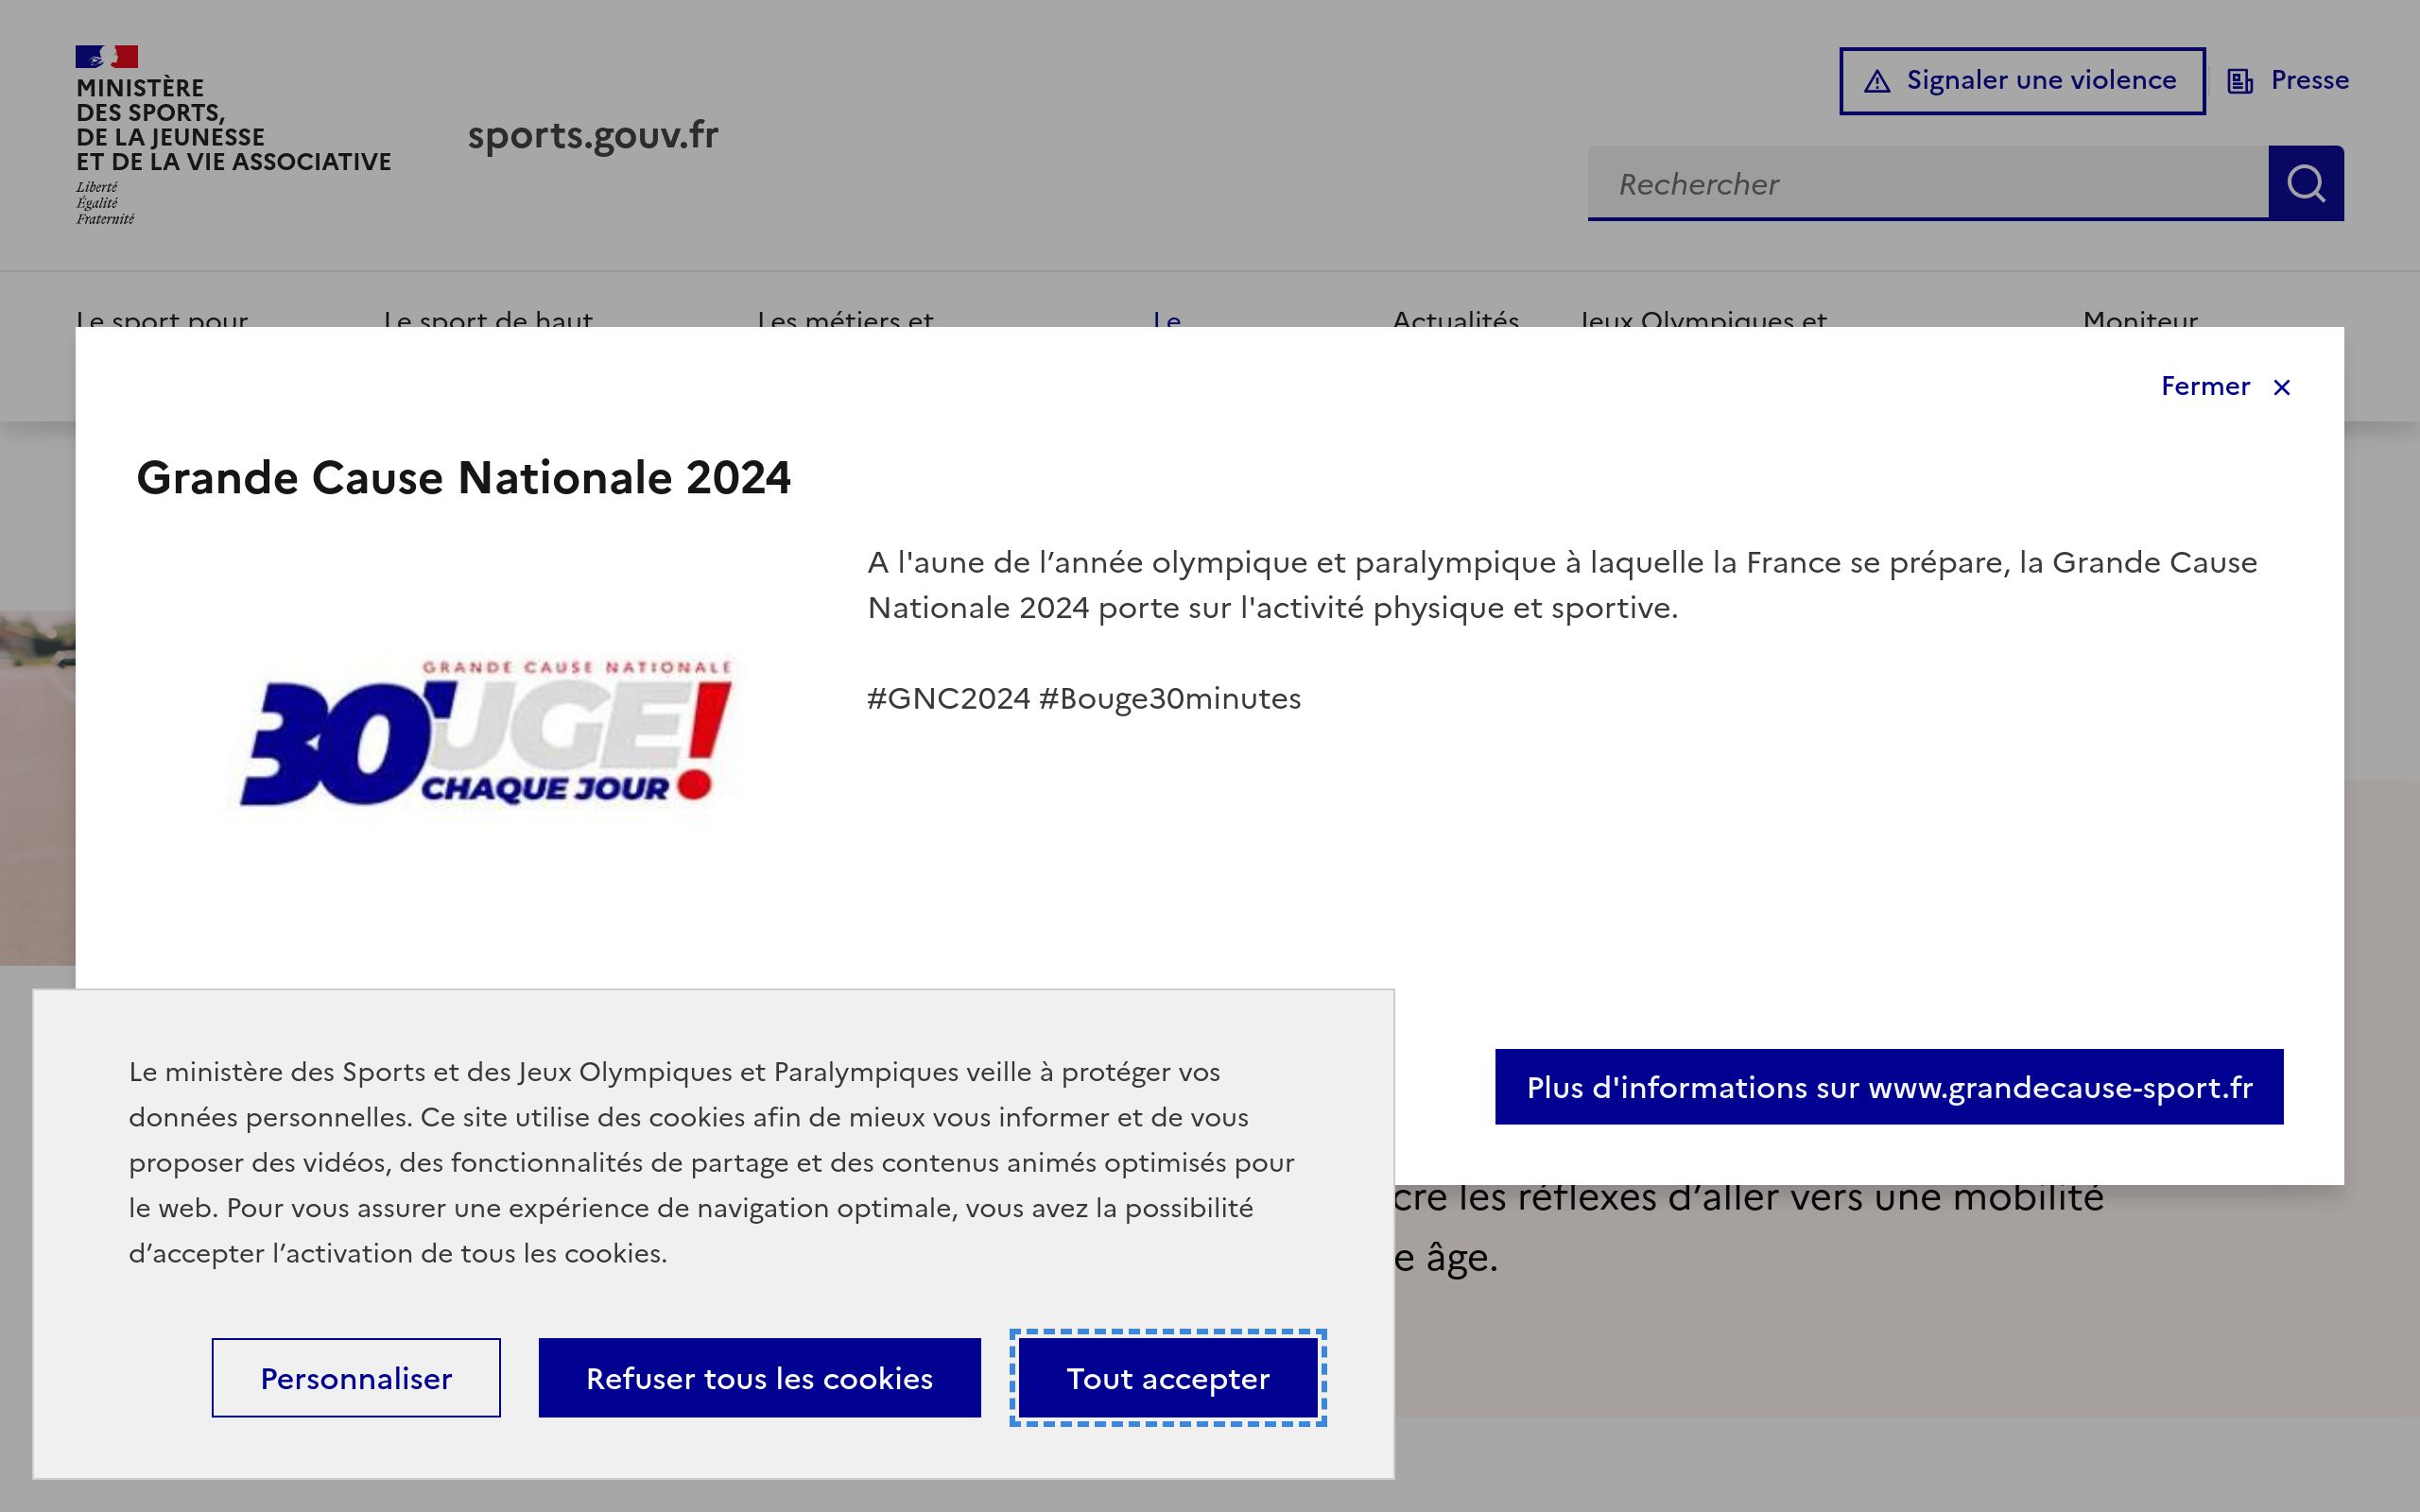 MINISTÈRE
DES SPORTS,
DE LA JEUNESSE
ET DE LA VIE ASSOCIATIVE
Liberté
Égalité
Fraternité
sports.gouv.fr
Signaler une violence
Presse
Rechercher
Le sport pour
Le sport de haut
Les métiers et
Le
Actualités
Jeux Olympiques et
Moniteur
Fermer
Grande Cause Nationale 2024
GRANDE CAUSE NATIONALE
30'UGE!
CHAQUE JOUR
A l'aune de l’année olympique et paralympique à laquelle la France se prépare, la Grande Cause
Nationale 2024 porte sur l'activité physique et sportive.
#GNC2024 #Bouge30minutes
Plus d'informations sur www.grandecause-sport.fr
cre les réflexes d’aller vers une mobilité
e âge.
Le ministère des Sports et des Jeux Olympiques et Paralympiques veille à protéger vos
données personnelles. Ce site utilise des cookies afin de mieux vous informer et de vous
proposer des vidéos, des fonctionnalités de partage et des contenus animés optimisés pour
le web. Pour vous assurer une expérience de navigation optimale, vous avez la possibilité
d’accepter l’activation de tous les cookies.
Personnaliser
Refuser tous les cookies
Tout accepter